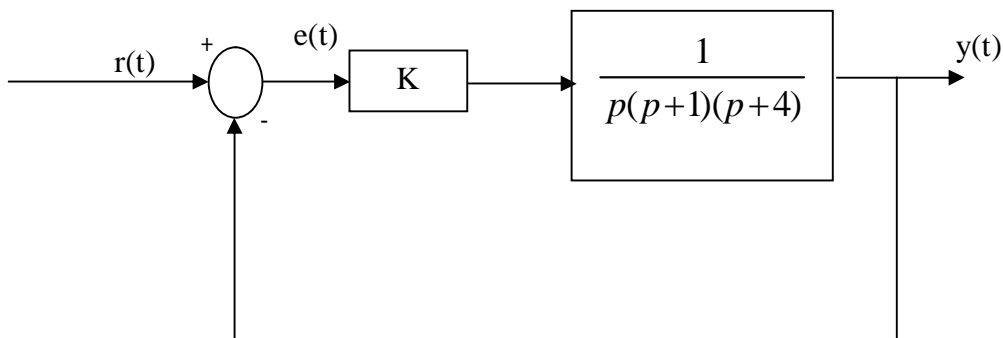 r(t)
+
-
e(t)
K
1
p(p+1)(p+4)
y(t)